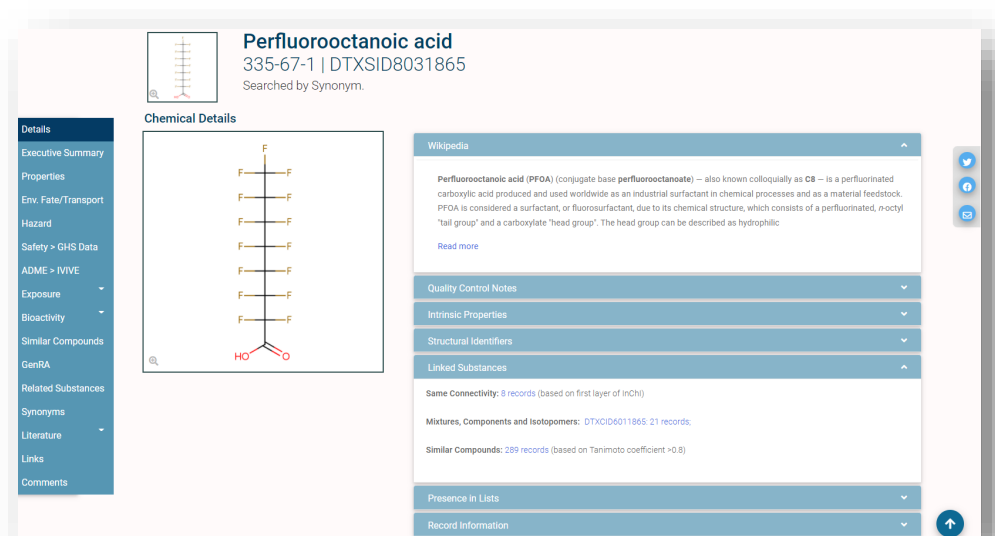 Perfluorooctanoic acid
335-67-1 | DTXSID8031865
Searched by Synonym.
Details
Executive Summary
Properties
Env. Fate/Transport
Hazard
Safety > GHS Data
ADME > IVIVE
Exposure
Bioactivity
Similar Compounds
GenRA
Related Substances
Synonyms
Literature
Links
Comments
Chemical Details
F
F F
F F
F F
F F
F F
F F
F F
HO O
Wikipedia
Perfluorooctanoic acid (PFOA) (conjugate base perfluorooctanoate) — also known colloquially as C8 — is a perfluorinated
carboxylic acid produced and used worldwide as an industrial surfactant in chemical processes and as a material feedstock.
PFOA is considered a surfactant, or fluorosurfactant, due to its chemical structure, which consists of a perfluorinated, n-octyl
"tail group" and a carboxylate "head group". The head group can be described as hydrophilic
Read more
Quality Control Notes
Intrinsic Properties
Structural Identifiers
Linked Substances
Same Connectivity: 8 records (based on first layer of InChI)
Mixtures, Components and Isotopomers: DTXCID6011865: 21 records;
Similar Compounds: 289 records (based on Tanimoto coefficient >0.8)
Presence in Lists
Record Information